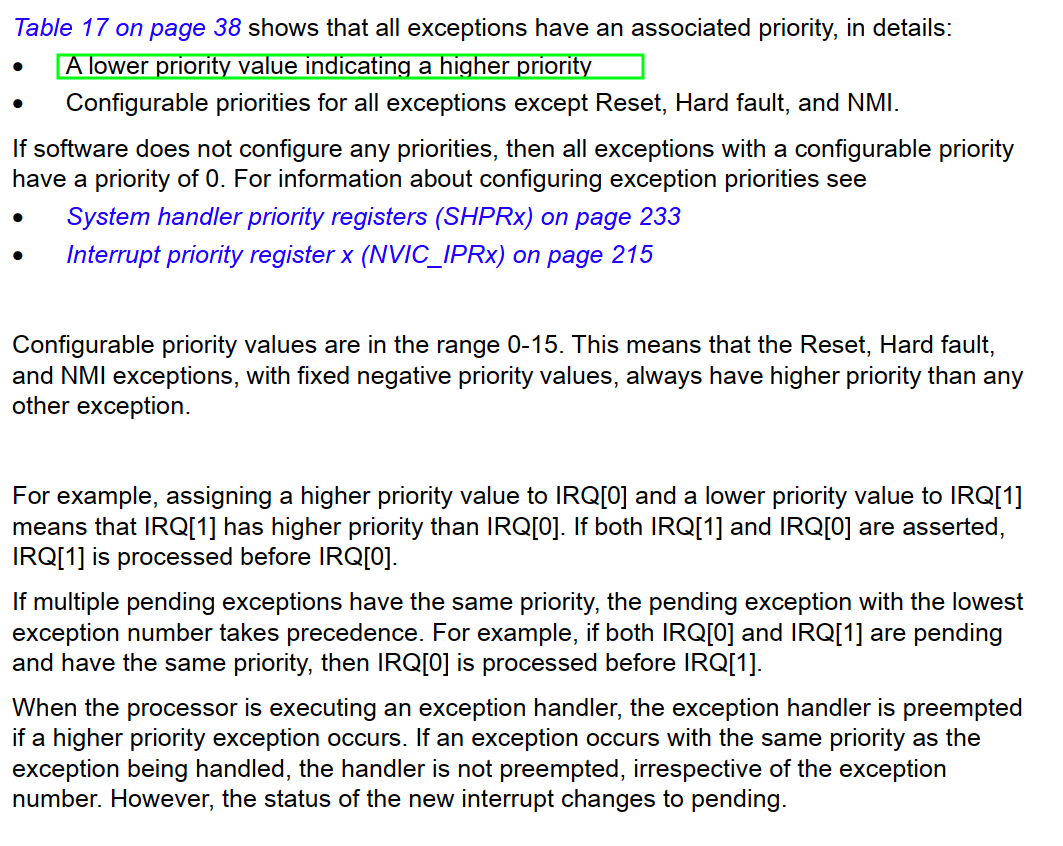 Table 17 on page 38 shows that all exceptions have an associated priority, in details:
• A lower priority value indicating a higher priority
• Configurable priorities for all exceptions except Reset, Hard fault, and NMI.
If software does not configure any priorities, then all exceptions with a configurable priority
have a priority of 0. For information about configuring exception priorities see
• System handler priority registers (SHPRx) on page 233
• Interrupt priority register x (NVIC_IPRx) on page 215
Configurable priority values are in the range 0-15. This means that the Reset, Hard fault,
and NMI exceptions, with fixed negative priority values, always have higher priority than any
other exception.
For example, assigning a higher priority value to IRQ[0] and a lower priority value to IRQ[1]
means that IRQ[1] has higher priority than IRQ[0]. If both IRQ[1] and IRQ[0] are asserted,
IRQ[1] is processed before IRQ[0].
If multiple pending exceptions have the same priority, the pending exception with the lowest
exception number takes precedence. For example, if both IRQ[0] and IRQ[1] are pending
and have the same priority, then IRQ[0] is processed before IRQ[1].
When the processor is executing an exception handler, the exception handler is preempted
if a higher priority exception occurs. If an exception occurs with the same priority as the
exception being handled, the handler is not preempted, irrespective of the exception
number. However, the status of the new interrupt changes to pending.